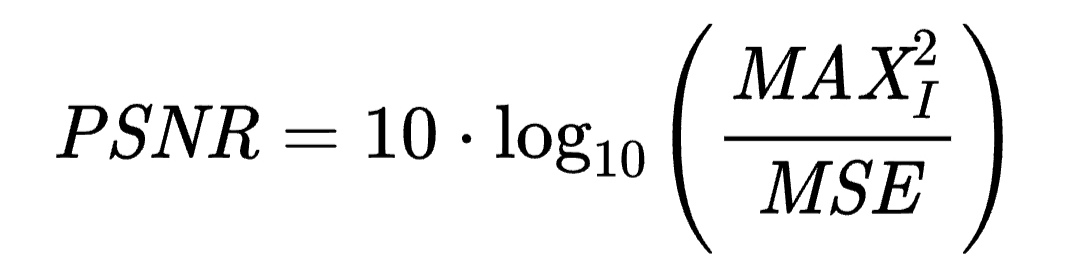 PSNR = 10 · log₁₀ ( MAX_I² / MSE )